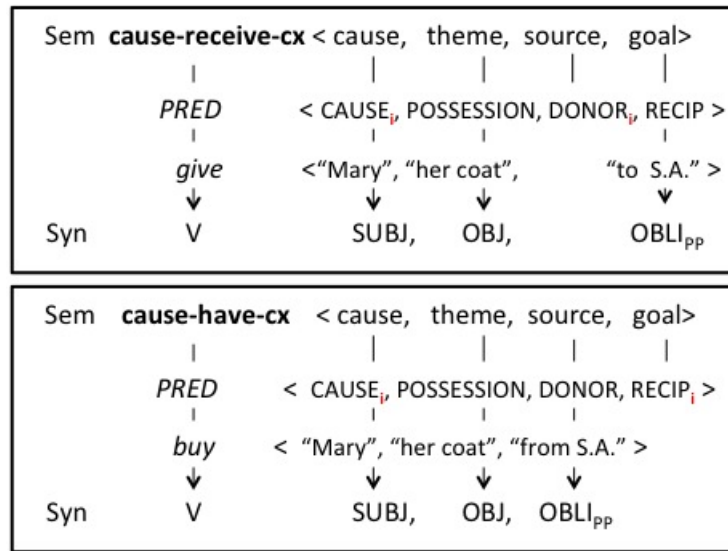 Sem cause-receive-cx < cause, theme, source, goal>
PRED < CAUSEi, POSSESSION, DONORi, RECIP >
give <“Mary”, “her coat”, “to S.A.” >
Syn V SUBJ, OBJ, OBLIPP
Sem cause-have-cx < cause, theme, source, goal>
PRED < CAUSEi, POSSESSION, DONOR, RECIPi >
buy < “Mary”, “her coat”, “from S.A.” >
Syn V SUBJ, OBJ, OBLIPP